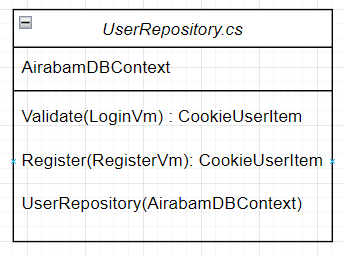 UserRepository.cs
AirabamDBContext
Validate(LoginVm) : CookieUserItem
Register(RegisterVm): CookieUserItem
UserRepository(AirabamDBContext)